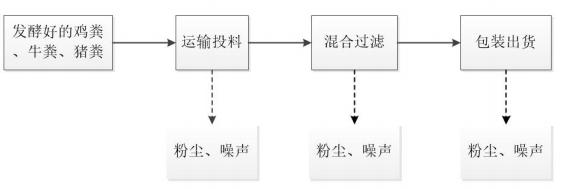 发酵好的鸡粪
、牛粪、猪粪
运输投料
混合过滤
包装出货
粉尘、噪声
粉尘、噪声
粉尘、噪声